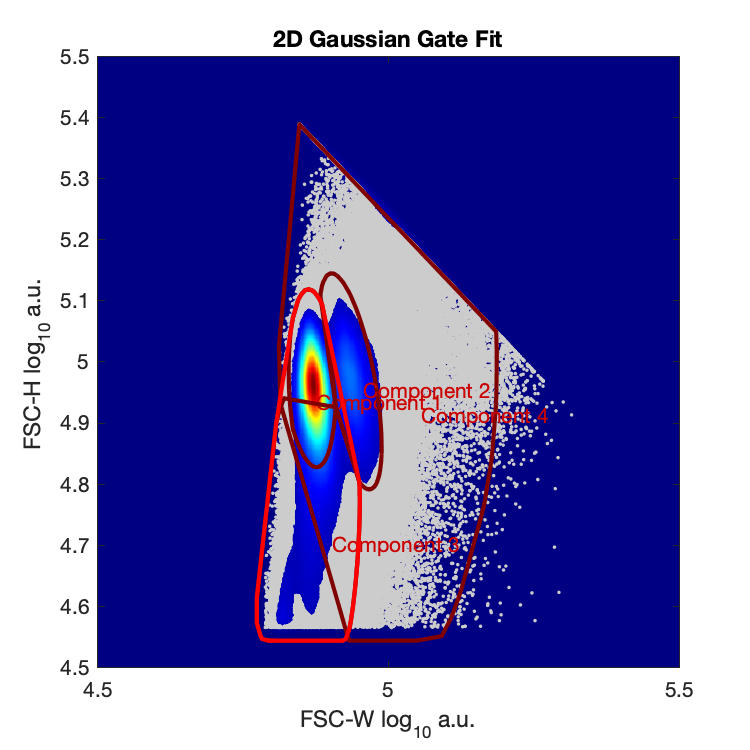 2D Gaussian Gate Fit
5.5
5.4
5.3
5.2
5.1
5
4.9
4.8
4.7
4.6
4.5
FSC-H log10 a.u.
Component 2
Component 1
Component 4
Component 3
4.5
5
5.5
FSC-W log10 a.u.